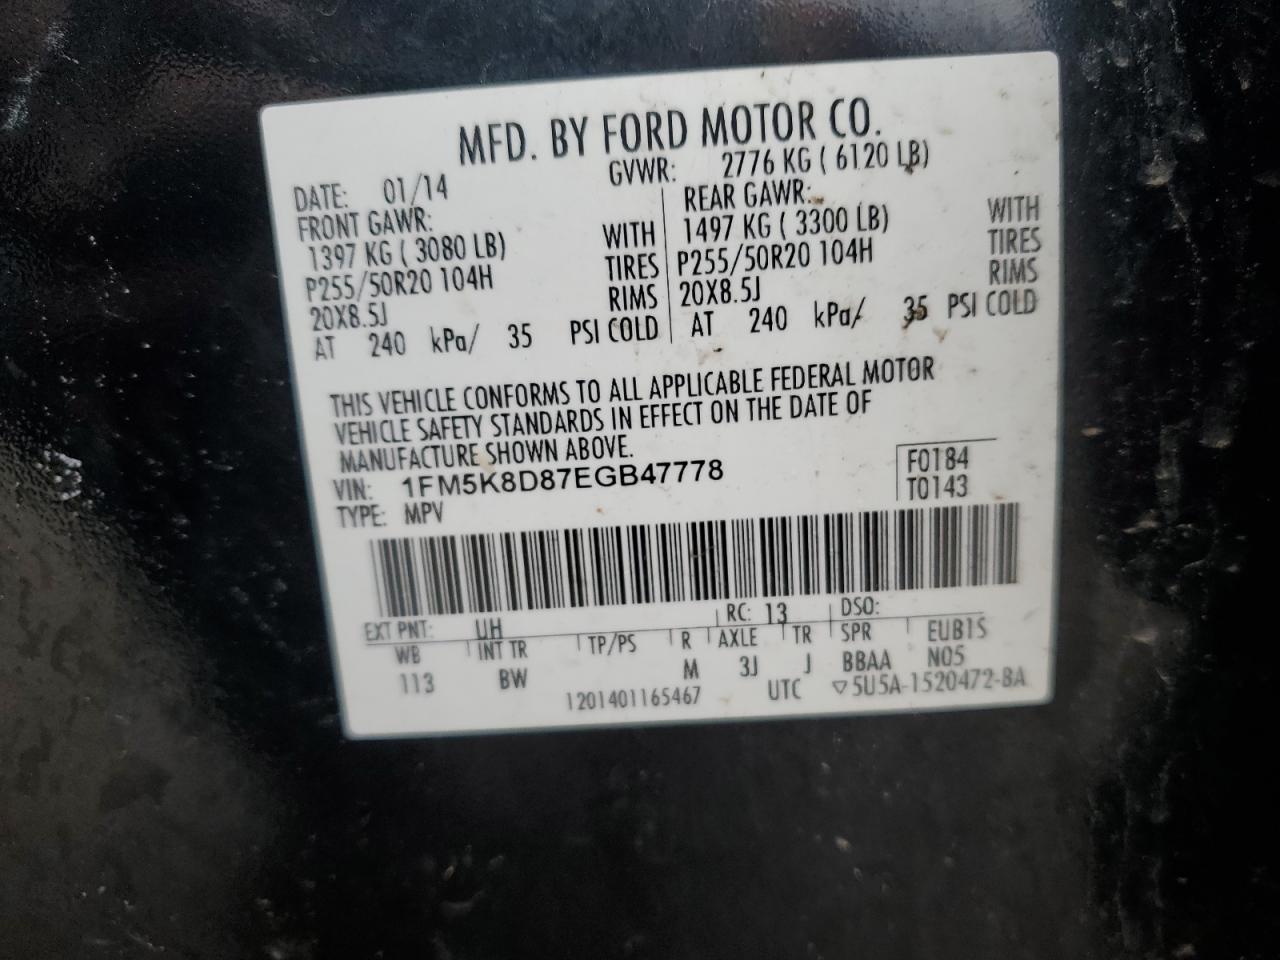 MFD. BY FORD MOTOR CO.
DATE: 01/14 GVWR: 2776 KG ( 6120 LB)
FRONT GAWR: REAR GAWR:
1397 KG ( 3080 LB) WITH 1497 KG ( 3300 LB) WITH
P255/50R20 104H TIRES P255/50R20 104H TIRES
20X8.5J RIMS 20X8.5J RIMS
AT 240 kPa/ 35 PSI COLD AT 240 kPa/ 35 PSI COLD
THIS VEHICLE CONFORMS TO ALL APPLICABLE FEDERAL MOTOR
VEHICLE SAFETY STANDARDS IN EFFECT ON THE DATE OF
MANUFACTURE SHOWN ABOVE.
VIN: 1FM5K8D87EGB47778 F0184
TYPE: MPV T0143
EXT PNT: UH RC: 13 DSO:
WB INT TR TP/PS R AXLE TR SPR EUB1S
113 BW M 3J J BBAA N05
1201401165467 UTC ▽5U5A-1520472-BA